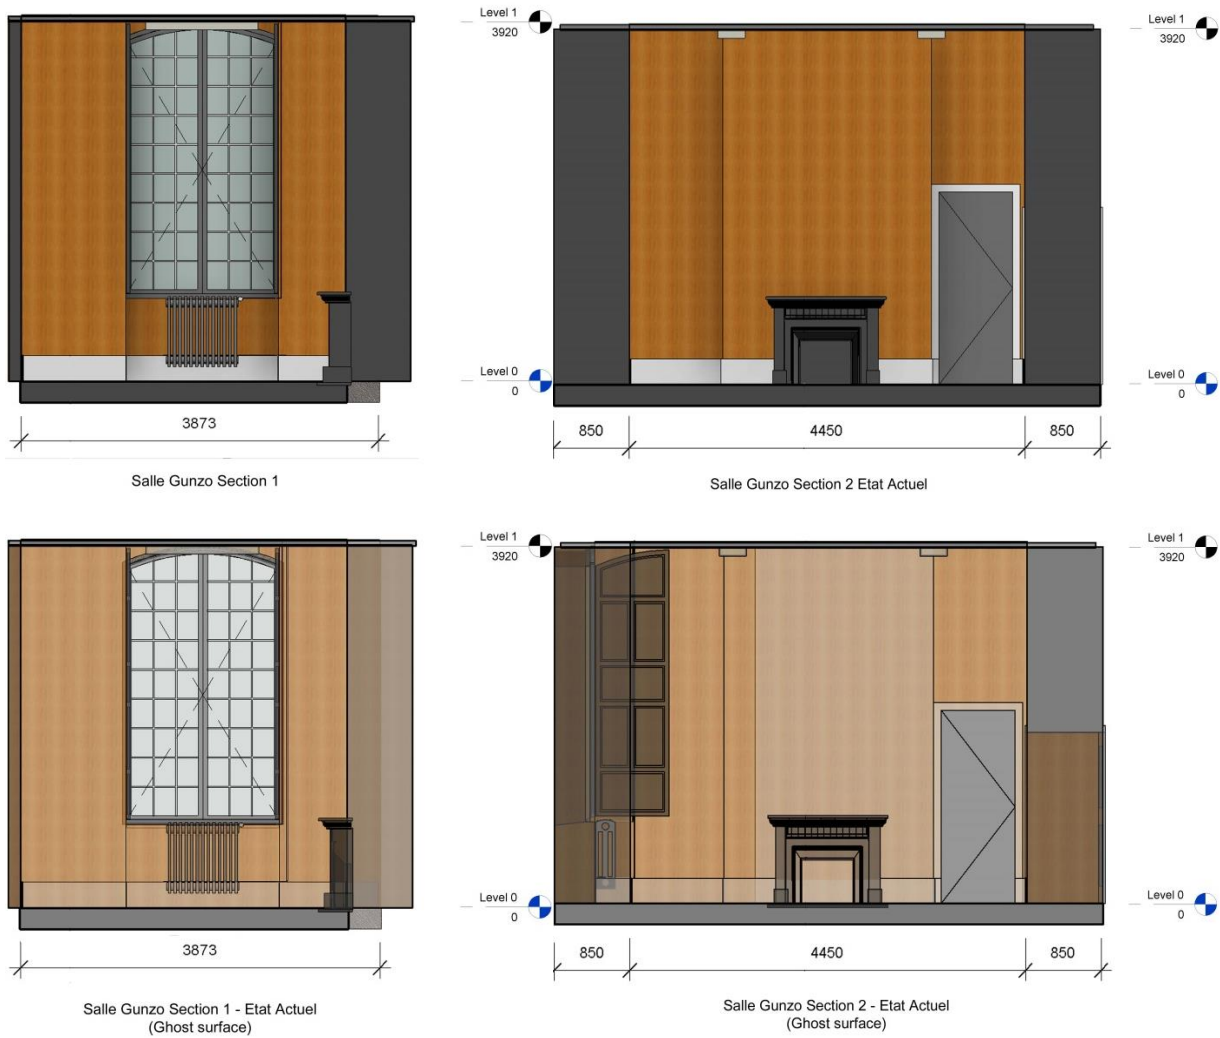 Level 1
3920
Level 1
3920
Level 0
0
Level 0
0
3873
850
4450
850
Salle Gunzo Section 1
Salle Gunzo Section 2 Etat Actuel
Level 1
3920
Level 1
3920
Level 0
0
Level 0
0
3873
850
4450
850
Salle Gunzo Section 1 - Etat Actuel
(Ghost surface)
Salle Gunzo Section 2 - Etat Actuel
(Ghost surface)